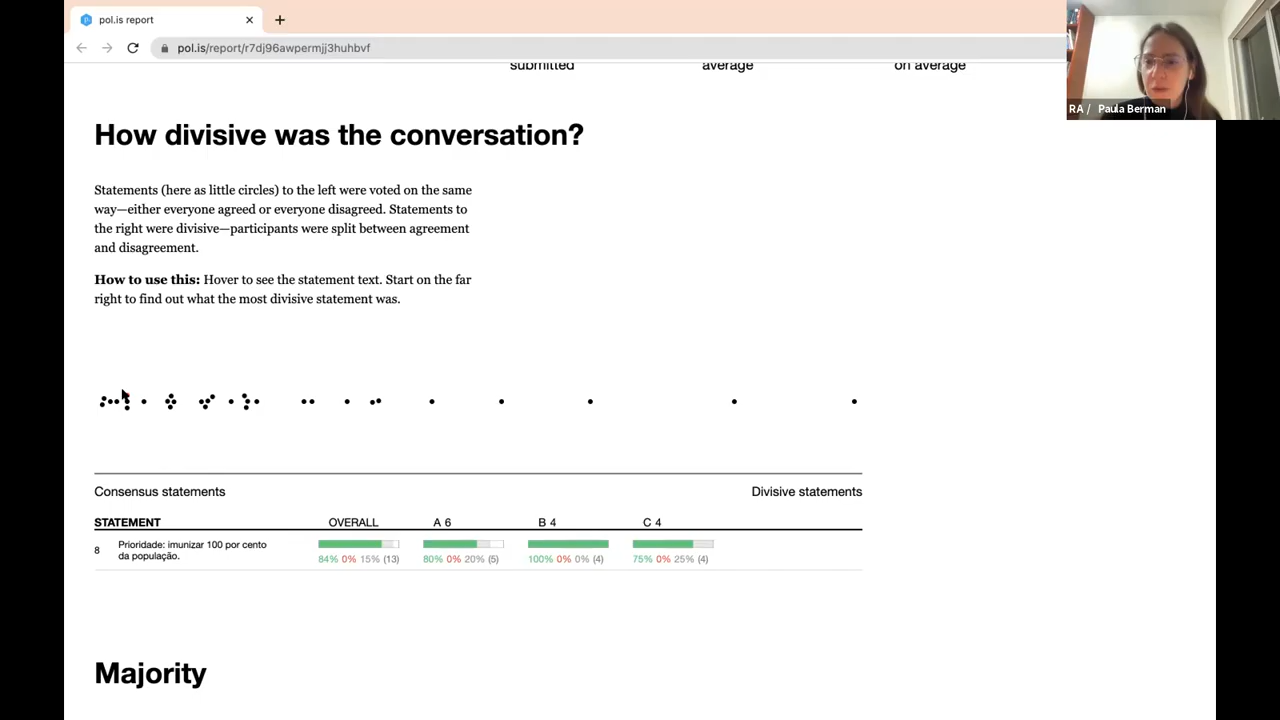 pol.is report
pol.is/report/r7dj96awpermjj3huhbvf
RA / Paula Berman
submitted average on average
How divisive was the conversation?
Statements (here as little circles) to the left were voted on the same
way—either everyone agreed or everyone disagreed. Statements to
the right were divisive—participants were split between agreement
and disagreement.
How to use this: Hover to see the statement text. Start on the far
right to find out what the most divisive statement was.
Consensus statements Divisive statements
STATEMENT OVERALL A 6 B 4 C 4
8 Prioridade: imunizar 100 por cento
da população.
84% 0% 15% (13) 80% 0% 20% (5) 100% 0% 0% (4) 75% 0% 25% (4)
Majority